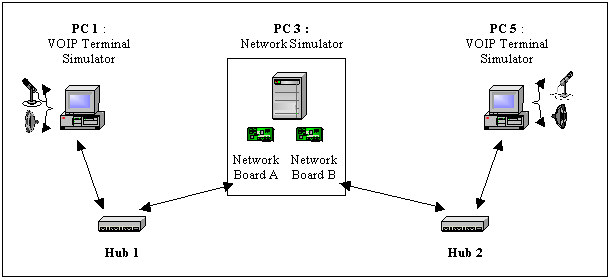 PC 1 :
VOIP Terminal
Simulator
PC 3 :
Network Simulator
PC 5 :
VOIP Terminal
Simulator
Network
Board A
Network
Board B
Hub 1
Hub 2